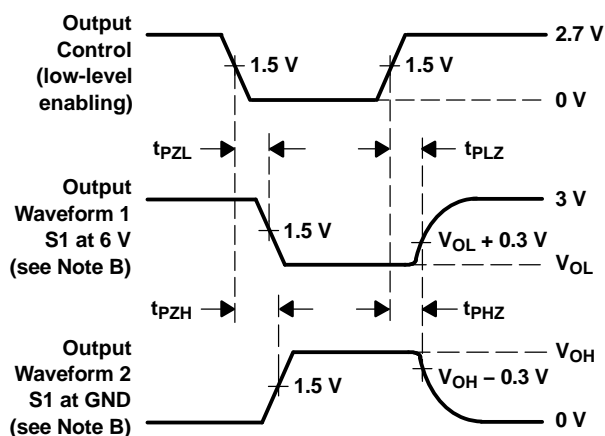 Output
Control
(low-level
enabling)
1.5 V
1.5 V
2.7 V
0 V
tPZL
tPLZ
Output
Waveform 1
S1 at 6 V
(see Note B)
1.5 V
3 V
VOL + 0.3 V
VOL
tPZH
tPHZ
Output
Waveform 2
S1 at GND
(see Note B)
1.5 V
VOH
VOH – 0.3 V
0 V